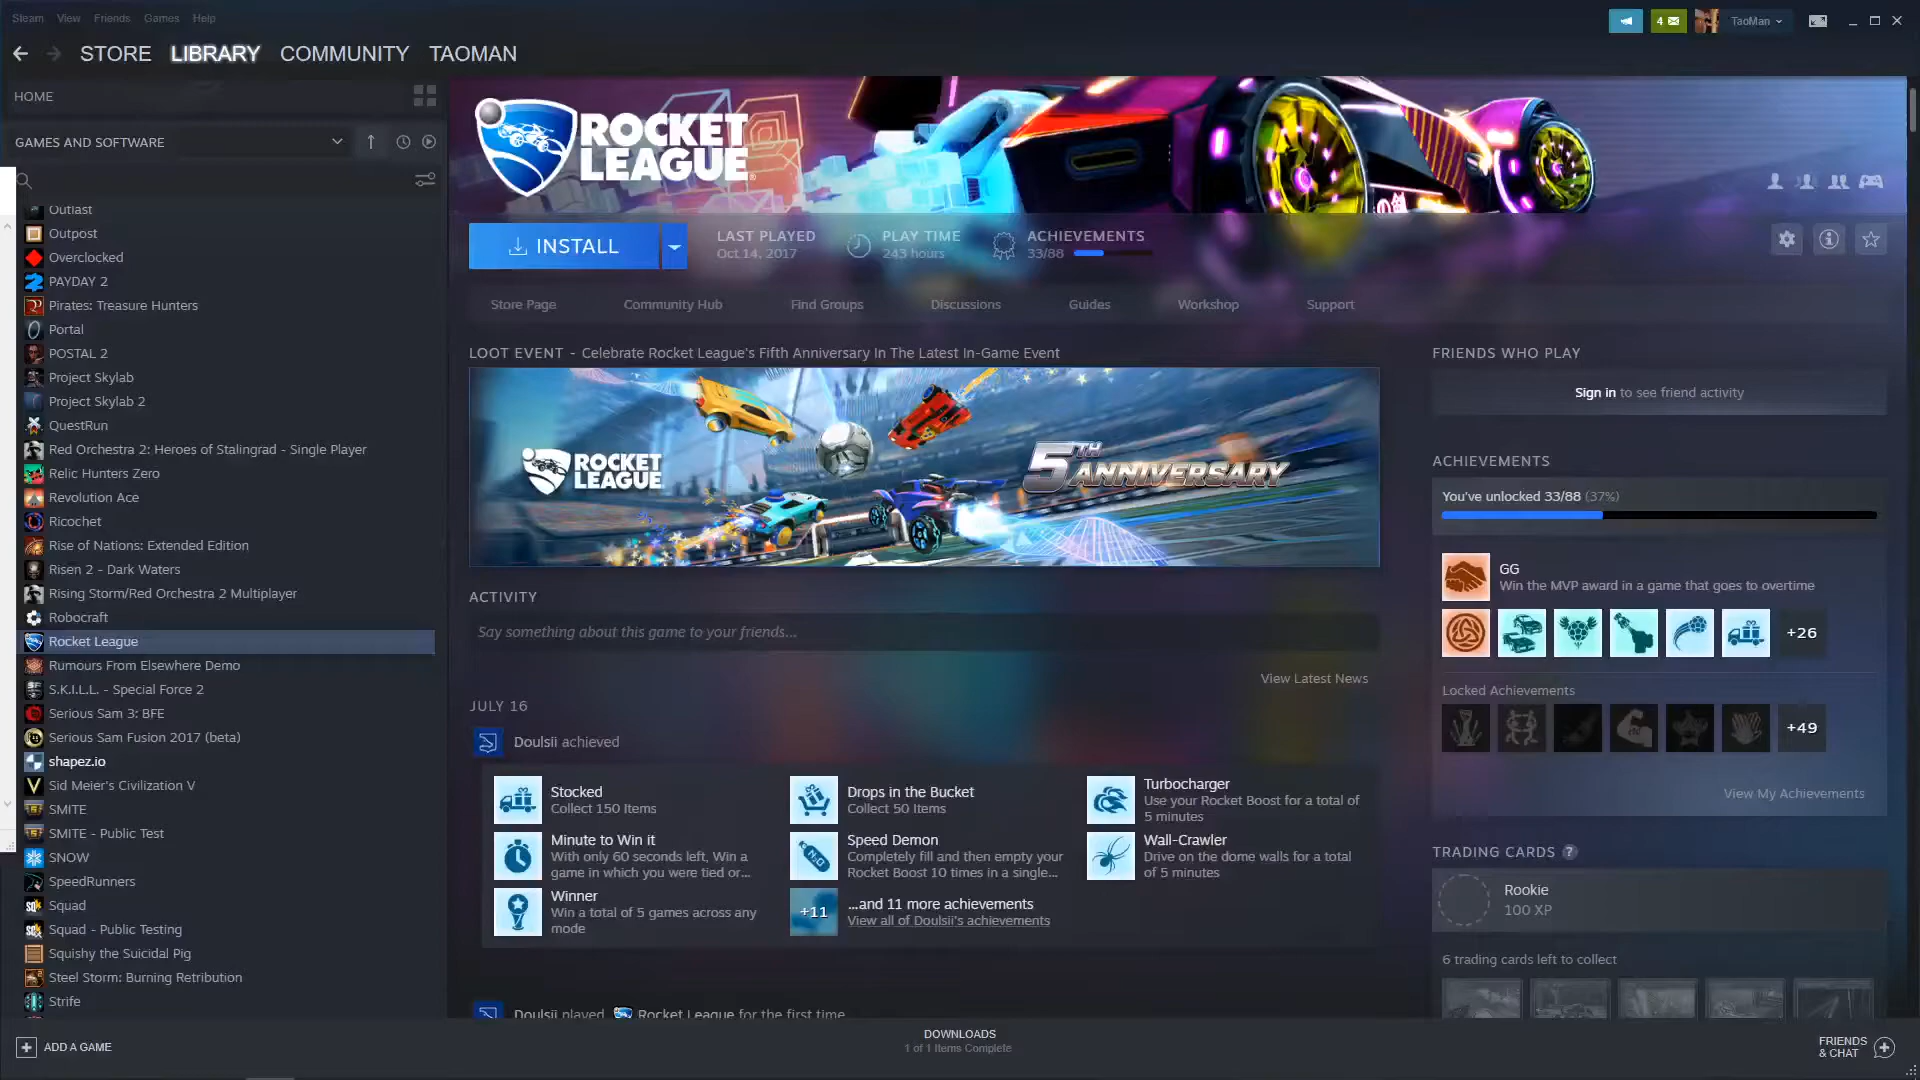 Steam View Friends Games Help
4 TaoMan
STORE LIBRARY COMMUNITY TAOMAN
HOME
GAMES AND SOFTWARE
Outlast
Outpost
Overclocked
PAYDAY 2
Pirates: Treasure Hunters
Portal
POSTAL 2
Project Skylab
Project Skylab 2
QuestRun
Red Orchestra 2: Heroes of Stalingrad - Single Player
Relic Hunters Zero
Revolution Ace
Ricochet
Rise of Nations: Extended Edition
Risen 2 - Dark Waters
Rising Storm/Red Orchestra 2 Multiplayer
Robocraft
Rocket League
Rumours From Elsewhere Demo
S.K.I.L.L. - Special Force 2
Serious Sam 3: BFE
Serious Sam Fusion 2017 (beta)
shapez.io
Sid Meier's Civilization V
SMITE
SMITE - Public Test
SNOW
SpeedRunners
Squad
Squad - Public Testing
Squishy the Suicidal Pig
Steel Storm: Burning Retribution
Strife
ADD A GAME
ROCKET
LEAGUE
INSTALL
LAST PLAYED
Oct 14, 2017
PLAY TIME
243 hours
ACHIEVEMENTS
33/88
Store Page Community Hub Find Groups Discussions Guides Workshop Support
LOOT EVENT - Celebrate Rocket League's Fifth Anniversary In The Latest In-Game Event
ROCKET
LEAGUE
5TH ANNIVERSARY
ACTIVITY
Say something about this game to your friends...
View Latest News
JULY 16
Doulsii achieved
Stocked
Collect 150 Items
Drops in the Bucket
Collect 50 Items
Turbocharger
Use your Rocket Boost for a total of
5 minutes
Minute to Win it
With only 60 seconds left, Win a
game in which you were tied or...
Speed Demon
Completely fill and then empty your
Rocket Boost 10 times in a single...
Wall-Crawler
Drive on the dome walls for a total
of 5 minutes
Winner
Win a total of 5 games across any
mode
+11
...and 11 more achievements
View all of Doulsii's achievements
Doulsii played Rocket League for the first time
FRIENDS WHO PLAY
Sign in to see friend activity
ACHIEVEMENTS
You've unlocked 33/88 (37%)
GG
Win the MVP award in a game that goes to overtime
+26
Locked Achievements
+49
View My Achievements
TRADING CARDS ?
Rookie
100 XP
6 trading cards left to collect
DOWNLOADS
1 of 1 Items Complete
FRIENDS
& CHAT